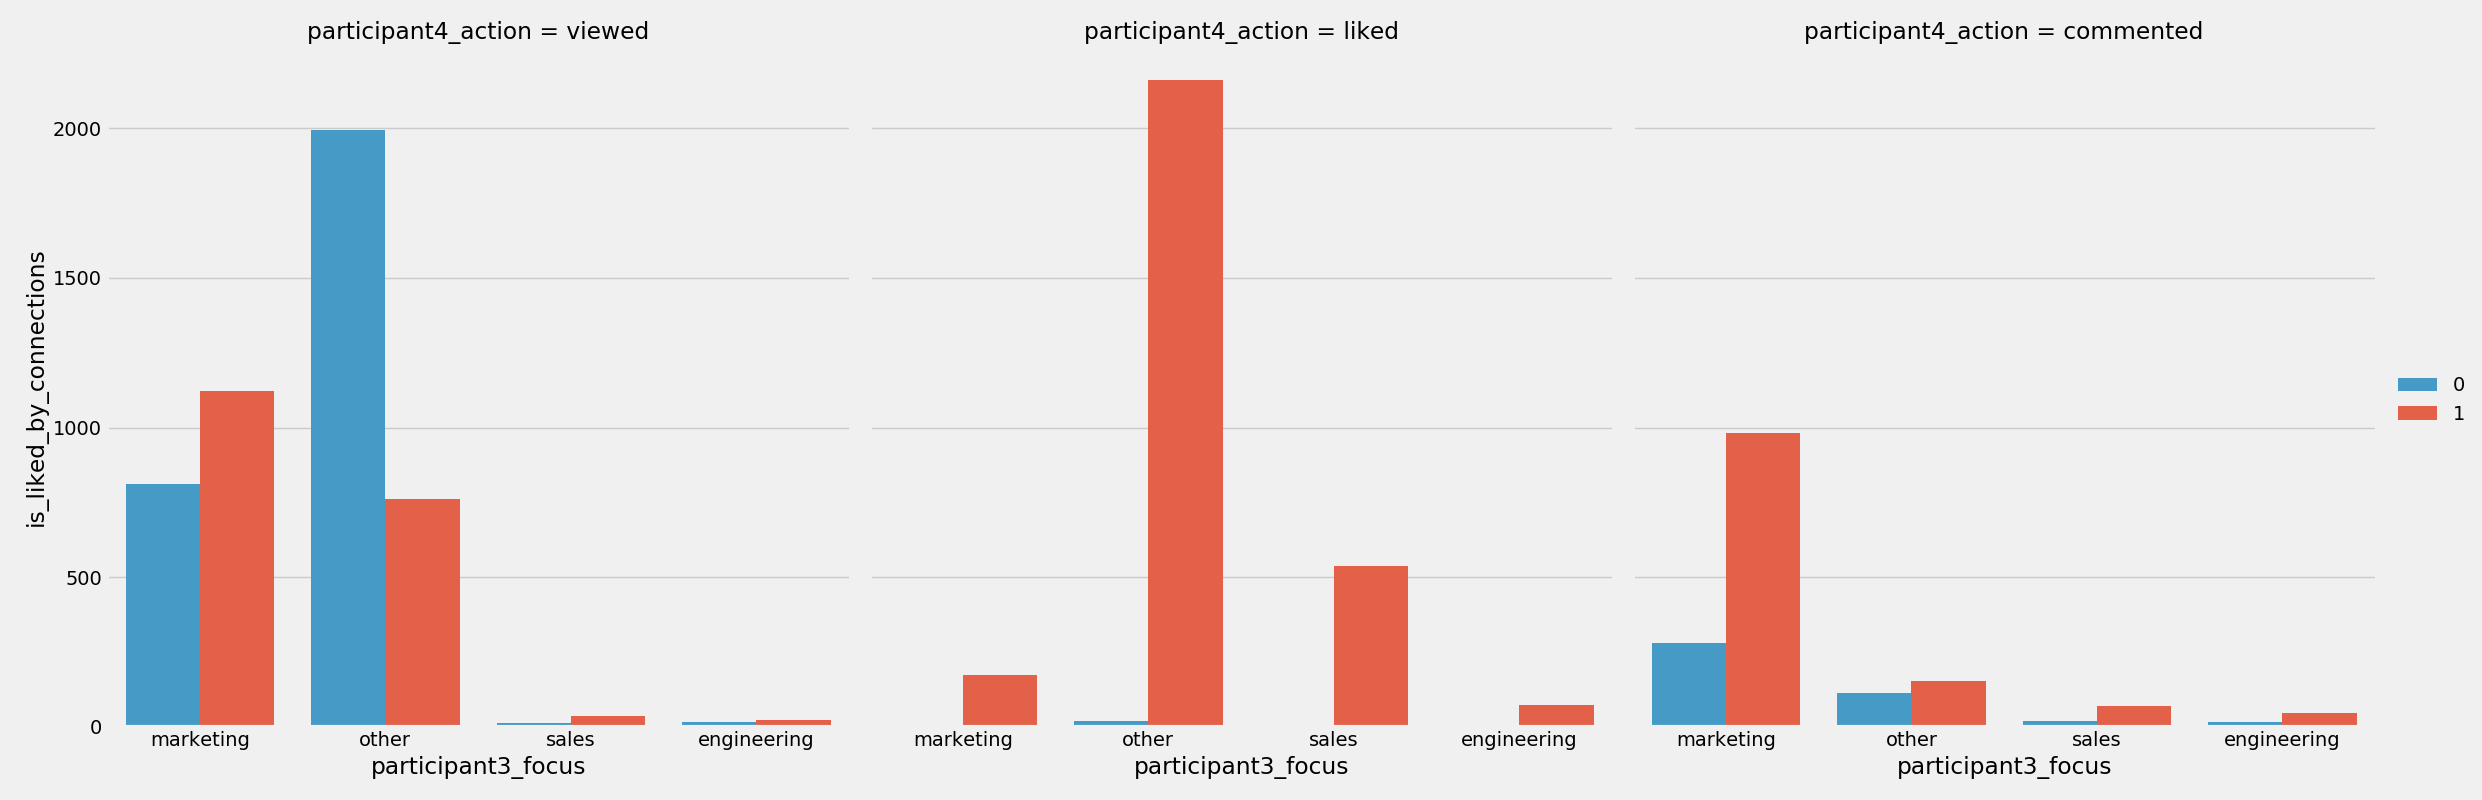 participant4_action = viewed
participant4_action = liked
participant4_action = commented
is_liked_by_connections
2000
1500
1000
500
0
marketing other sales engineering
marketing other sales engineering
marketing other sales engineering
participant3_focus
participant3_focus
participant3_focus
0
1